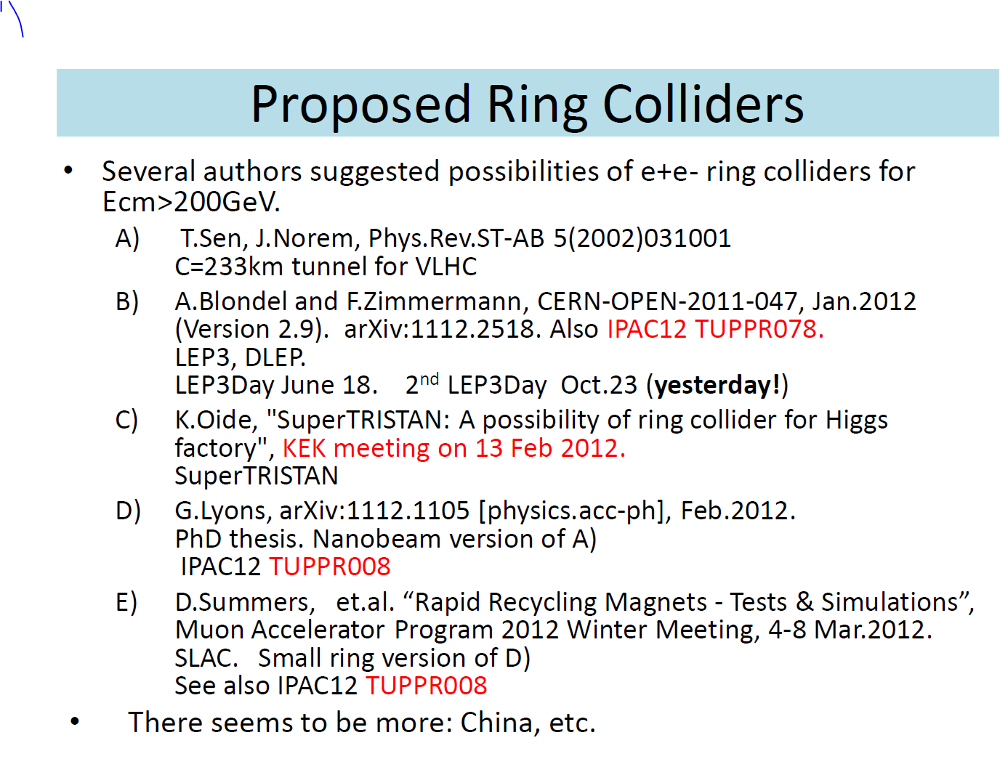 Proposed Ring Colliders
• Several authors suggested possibilities of e+e- ring colliders for
Ecm>200GeV.
A) T.Sen, J.Norem, Phys.Rev.ST-AB 5(2002)031001
C=233km tunnel for VLHC
B) A.Blondel and F.Zimmermann, CERN-OPEN-2011-047, Jan.2012
(Version 2.9). arXiv:1112.2518. Also IPAC12 TUPPR078.
LEP3, DLEP.
LEP3Day June 18. 2nd LEP3Day Oct.23 (yesterday!)
C) K.Oide, "SuperTRISTAN: A possibility of ring collider for Higgs
factory", KEK meeting on 13 Feb 2012.
SuperTRISTAN
D) G.Lyons, arXiv:1112.1105 [physics.acc-ph], Feb.2012.
PhD thesis. Nanobeam version of A)
IPAC12 TUPPR008
E) D.Summers, et.al. “Rapid Recycling Magnets - Tests & Simulations”,
Muon Accelerator Program 2012 Winter Meeting, 4-8 Mar.2012.
SLAC. Small ring version of D)
See also IPAC12 TUPPR008
• There seems to be more: China, etc.